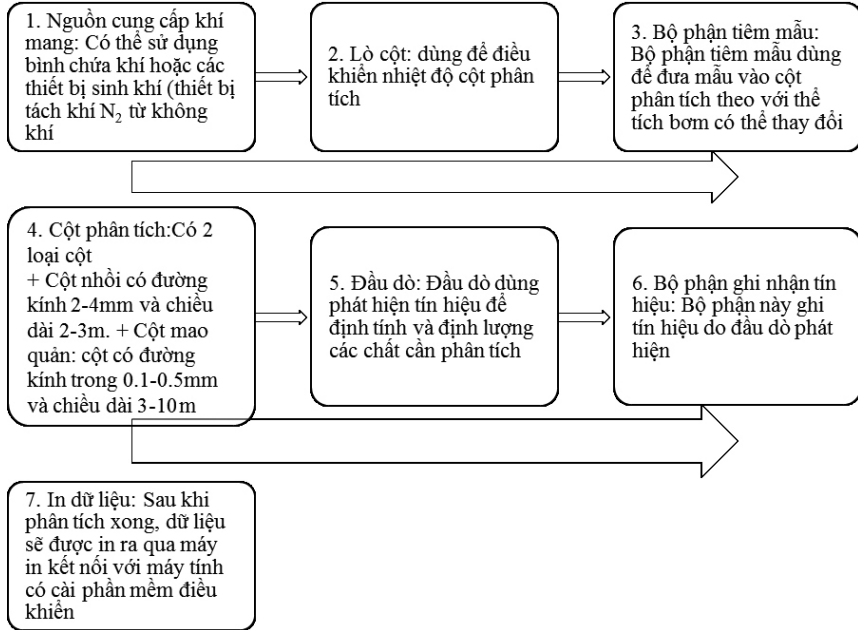 1. Nguồn cung cấp khí
mang: Có thể sử dụng
bình chứa khí hoặc các
thiết bị sinh khí (thiết bị
tách khí N₂ từ không
khí
2. Lò cột: dùng để điều
khiển nhiệt độ cột phân
tích
3. Bộ phận tiêm mẫu:
Bộ phận tiêm mẫu dùng
để đưa mẫu vào cột
phân tích theo với thể
tích bơm có thể thay đổi
4. Cột phân tích:Có 2
loại cột
+ Cột nhồi có đường
kính 2-4mm và chiều
dài 2-3m. + Cột mao
quản: cột có đường
kính trong 0.1-0.5mm
và chiều dài 3-10m
5. Đầu dò: Đầu dò dùng
phát hiện tín hiệu để
định tính và định lượng
các chất cần phân tích
6. Bộ phận ghi nhận tín
hiệu: Bộ phận này ghi
tín hiệu do đầu dò phát
hiện
7. In dữ liệu: Sau khi
phân tích xong, dữ liệu
sẽ được in ra qua máy
in kết nối với máy tính
có cài phần mềm điều
khiển